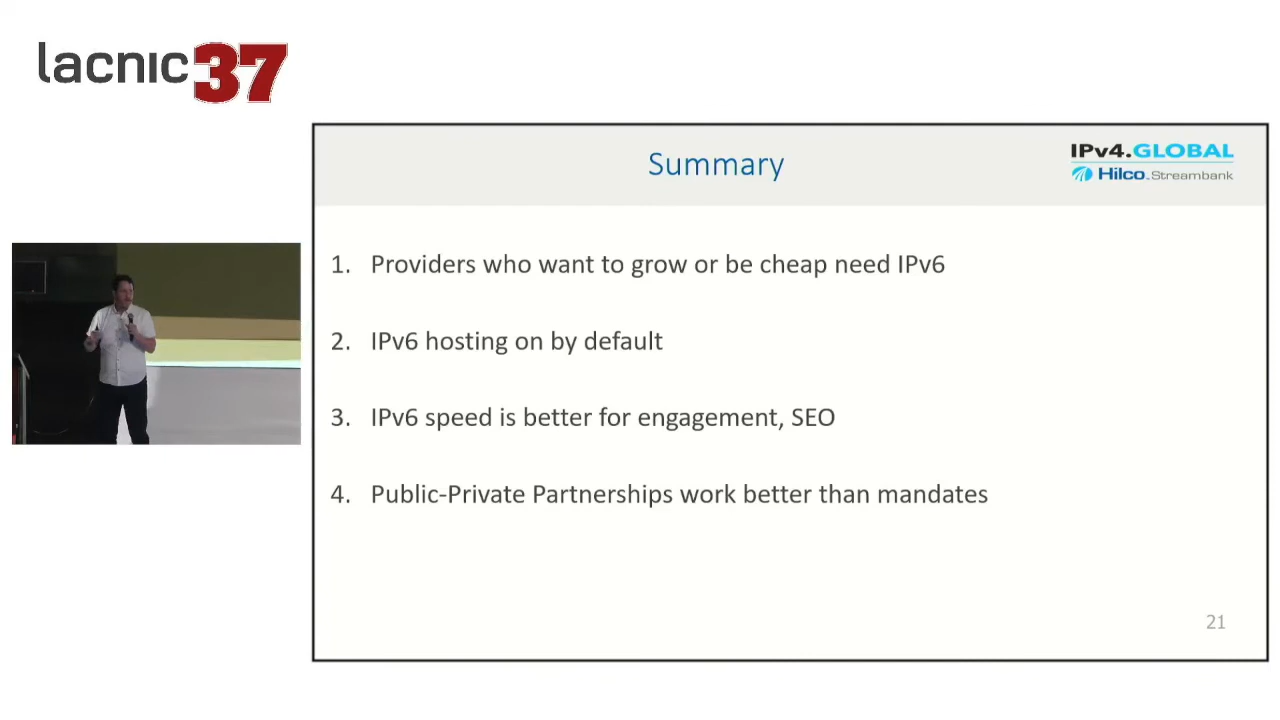 lacnic 37
Summary
IPv4.GLOBAL
Hilco Streambank
1. Providers who want to grow or be cheap need IPv6
2. IPv6 hosting on by default
3. IPv6 speed is better for engagement, SEO
4. Public-Private Partnerships work better than mandates
21